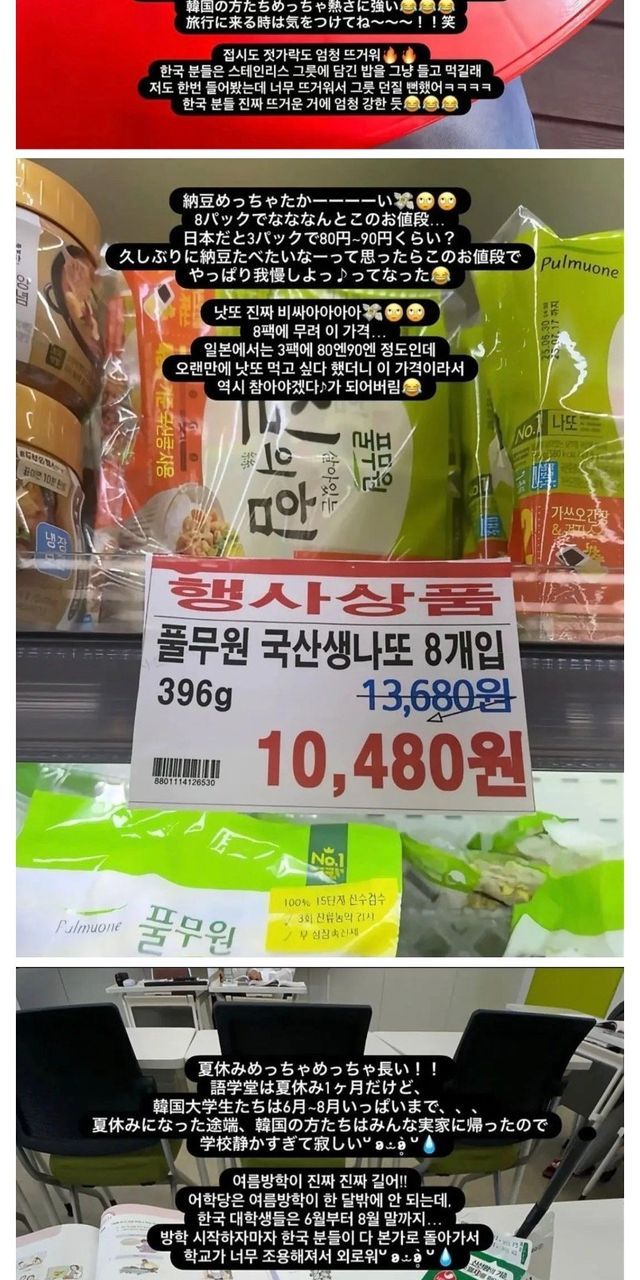 韓国の方たちめっちゃ熱さに強い😂😂😂
旅行に来る時は気をつけてね〜〜〜！！笑
접시도 젓가락도 엄청 뜨거워🔥🔥
한국 분들은 스테인리스 그릇에 담긴 밥을 그냥 들고 먹길래
저도 한번 들어봤는데 너무 뜨거워서 그릇 던질 뻔했어ㅋㅋㅋㅋ
한국 분들 진짜 뜨거운 거에 엄청 강한 듯😂😂😂
納豆めっちゃたかーーーーい💸🙄🙄
8パックでなななんとこのお値段…
日本だと3パックで80円~90円くらい？
久しぶりに納豆たべたいなーって思ったらこのお値段で
やっぱり我慢しよっ♪ってなった😂
낫또 진짜 비싸아아아아💸🙄🙄
8팩에 무려 이 가격…
일본에서는 3팩에 80엔90엔 정도인데
오랜만에 낫또 먹고 싶다 했더니 이 가격이라서
역시 참아야겠다♪가 되어버림😂
Pulmuone
풀무원
살아있는
나또
가쓰오간장
행사상품
풀무원 국산생나또 8개입
396g
13,680원
10,480원
8801114126530
No.1
Pulmuone
풀무원
夏休みめっちゃめっちゃ長い！！
語学堂は夏休み1ヶ月だけど、
韓国大学生たちは6月~8月いっぱいまで、、、
夏休みになった途端、韓国の方たちはみんな実家に帰ったので
学校静かすぎて寂しい
여름방학이 진짜 진짜 길어!!
어학당은 여름방학이 한 달밖에 안 되는데,
한국 대학생들은 6월부터 8월 말까지…
방학 시작하자마자 한국 분들이 다 본가로 돌아가서
학교가 너무 조용해져서 외로워